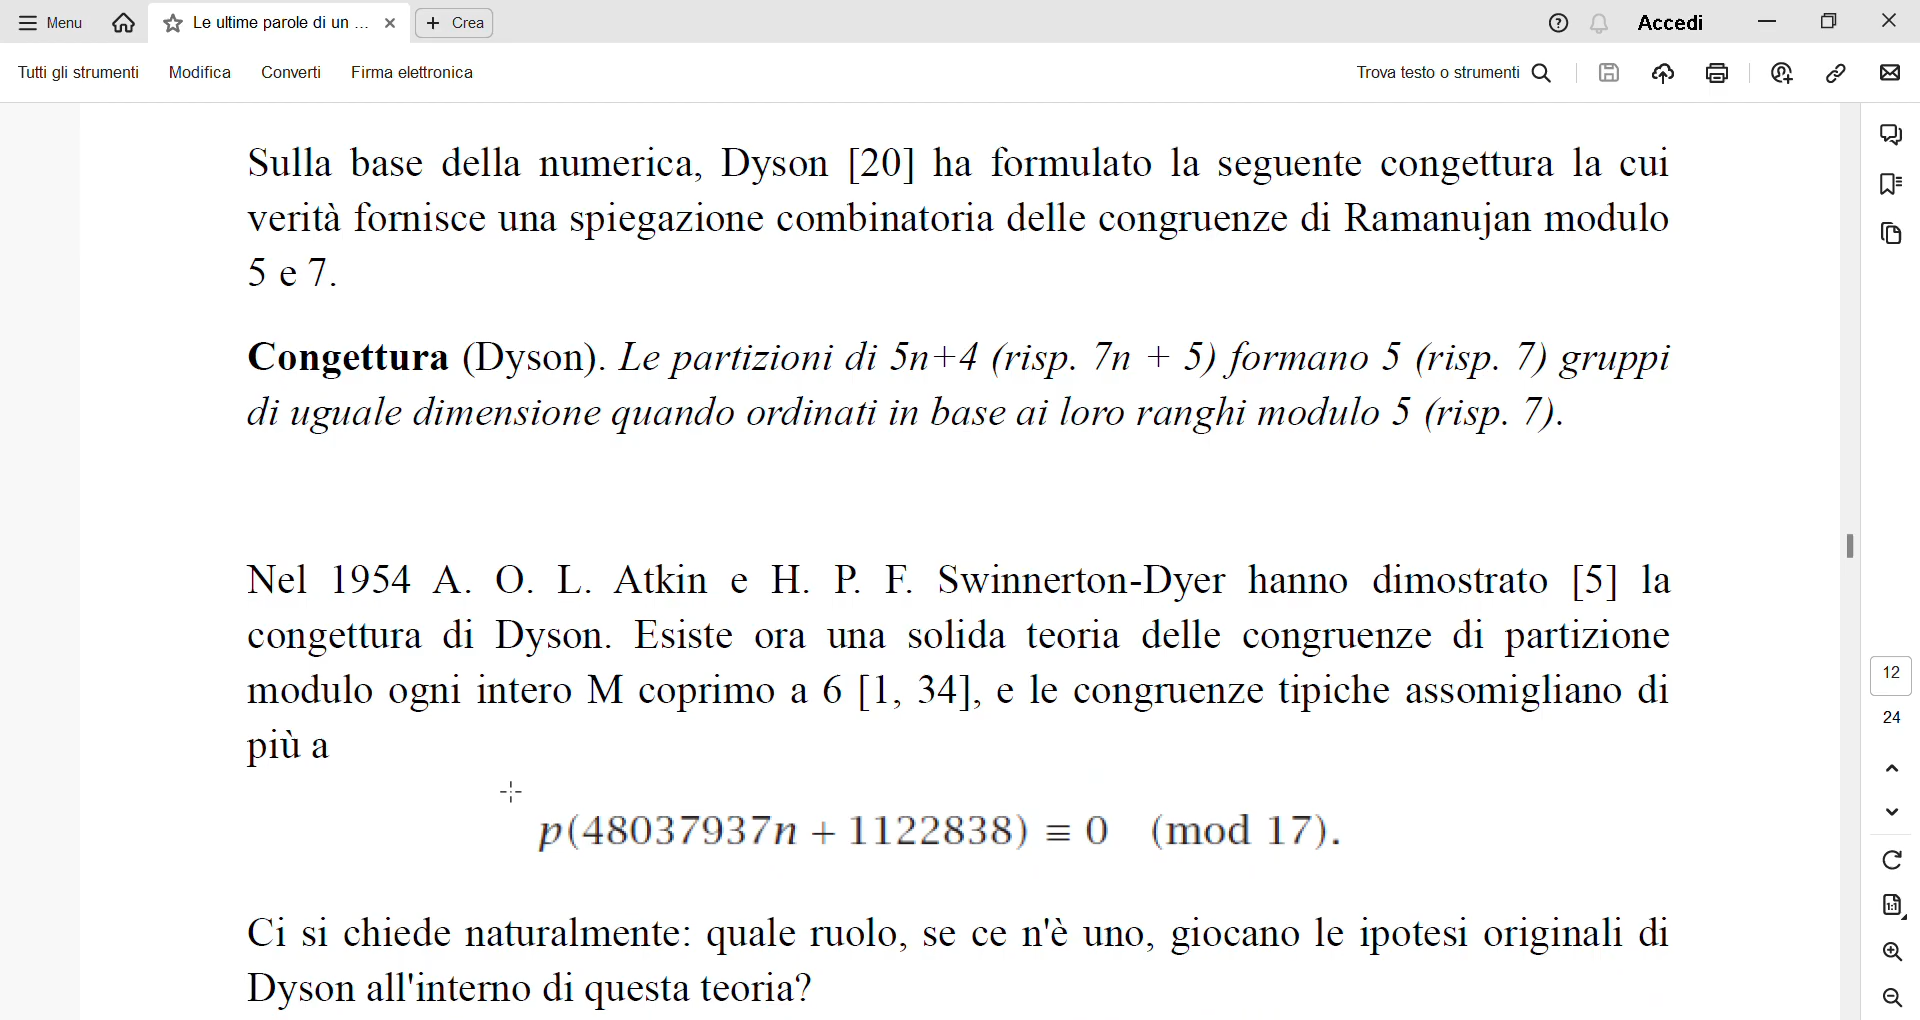 Menu
Le ultime parole di un ...
Crea
Accedi
Tutti gli strumenti
Modifica
Converti
Firma elettronica
Trova testo o strumenti
Sulla base della numerica, Dyson [20] ha formulato la seguente congettura la cui
verità fornisce una spiegazione combinatoria delle congruenze di Ramanujan modulo
5 e 7.
Congettura (Dyson). Le partizioni di 5n+4 (risp. 7n + 5) formano 5 (risp. 7) gruppi
di uguale dimensione quando ordinati in base ai loro ranghi modulo 5 (risp. 7).
Nel 1954 A. O. L. Atkin e H. P. F. Swinnerton-Dyer hanno dimostrato [5] la
congettura di Dyson. Esiste ora una solida teoria delle congruenze di partizione
modulo ogni intero M coprimo a 6 [1, 34], e le congruenze tipiche assomigliano di
più a
p(48037937n + 1122838) ≡ 0 (mod 17).
Ci si chiede naturalmente: quale ruolo, se ce n'è uno, giocano le ipotesi originali di
Dyson all'interno di questa teoria?
12
24
1:1